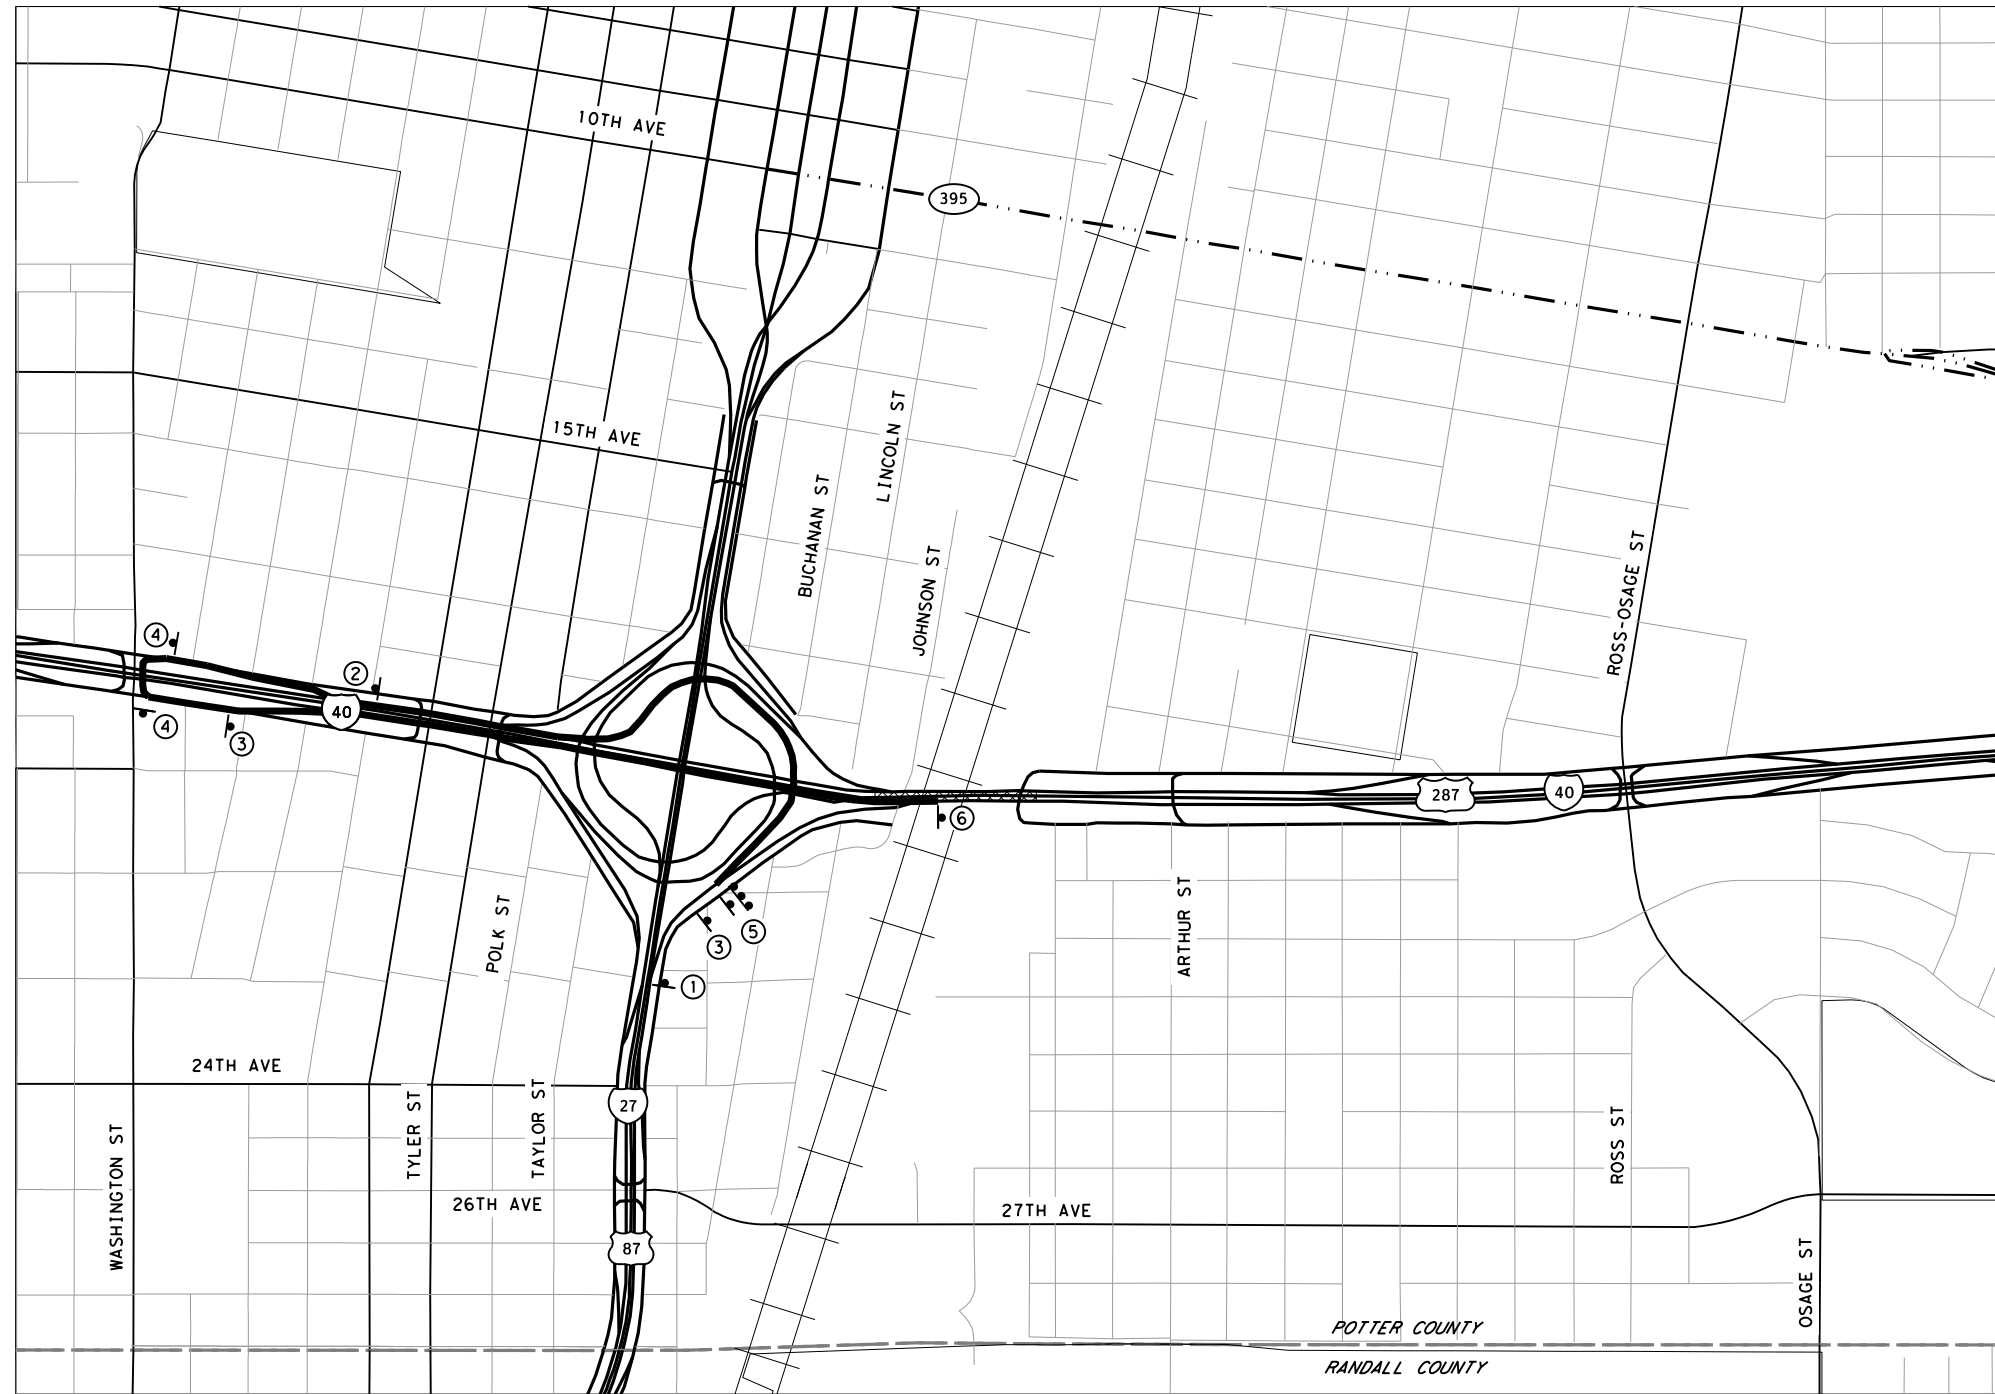 10TH AVE
395
15TH AVE
LINCOLN ST
BUCHANAN ST
JOHNSON ST
ROSS-OSAGE ST
4
2
40
4
3
287
40
6
POLK ST
5
3
ARTHUR ST
1
24TH AVE
27
TYLER ST
TAYLOR ST
WASHINGTON ST
ROSS ST
26TH AVE
27TH AVE
87
OSAGE ST
POTTER COUNTY
RANDALL COUNTY